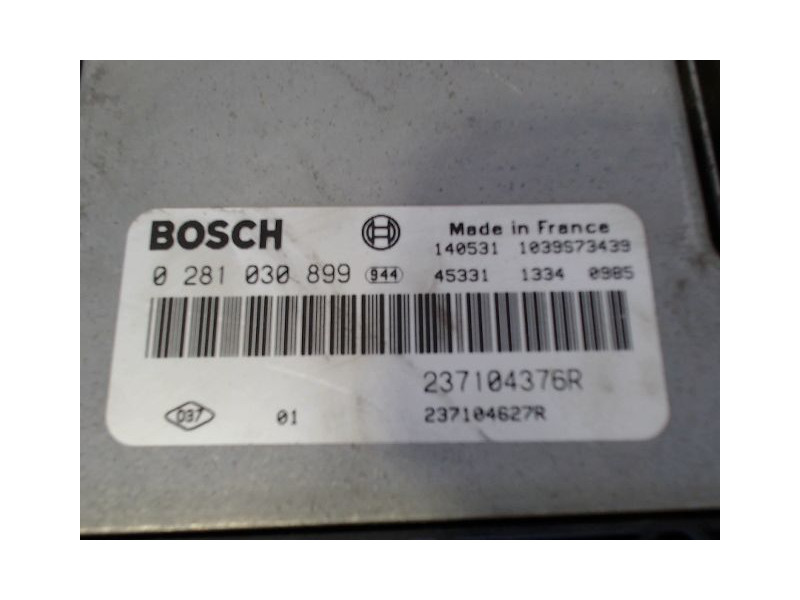 BOSCH Made in France
140531 1039S73439
0 281 030 899 944 45331 1334 0985
237104376R
D37 01 237104627R